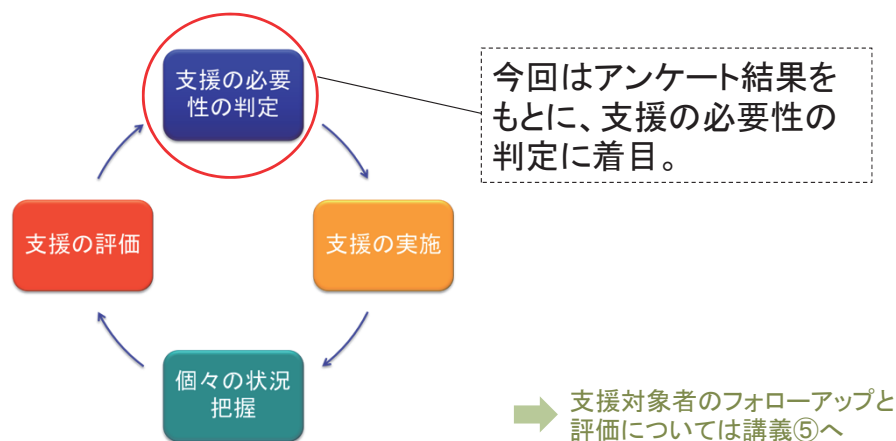 支援の必要
性の判定
今回はアンケート結果を
もとに、支援の必要性の
判定に着目。
支援の評価
支援の実施
個々の状況
把握
支援対象者のフォローアップと
評価については講義⑤へ